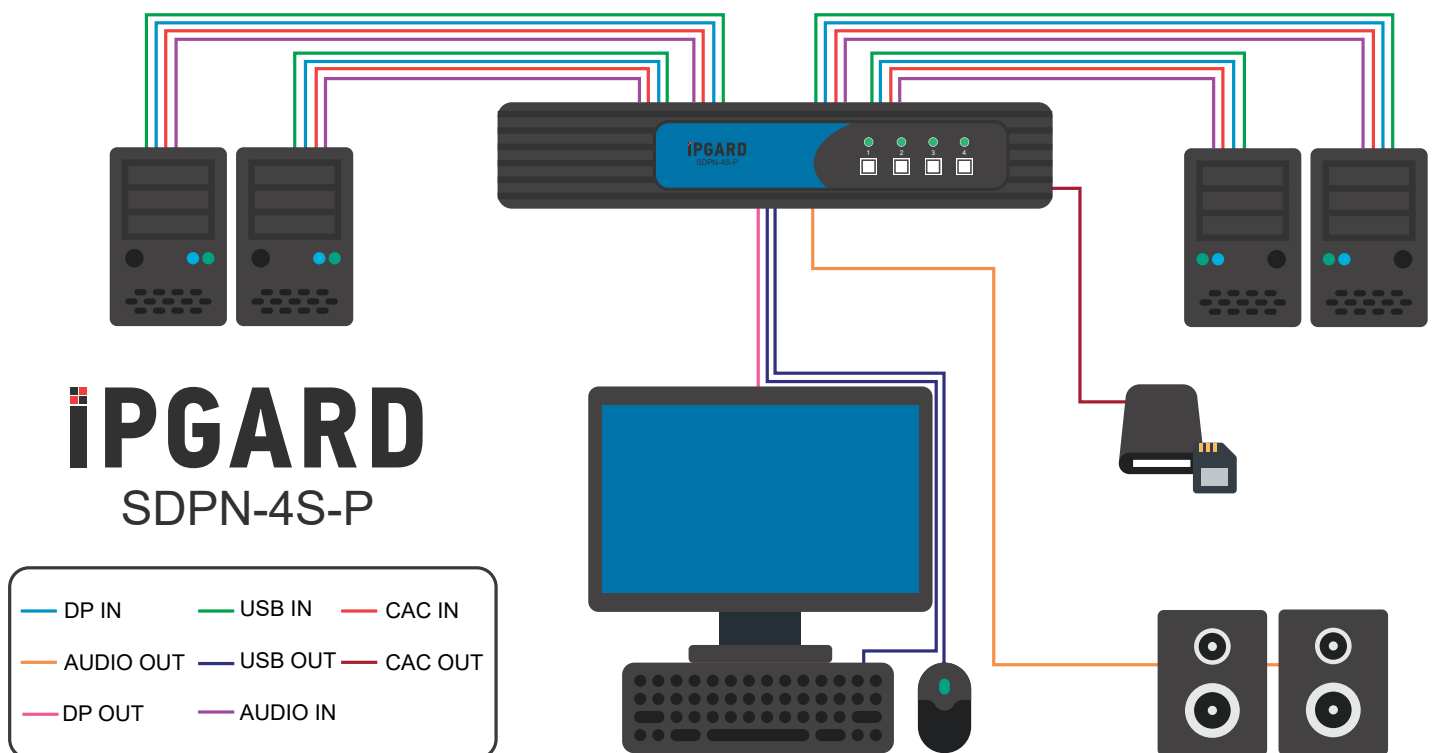 iPGARD
SDPN-4S-P
1 2 3 4
iPGARD
SDPN-4S-P
DP IN USB IN CAC IN
AUDIO OUT USB OUT CAC OUT
DP OUT AUDIO IN